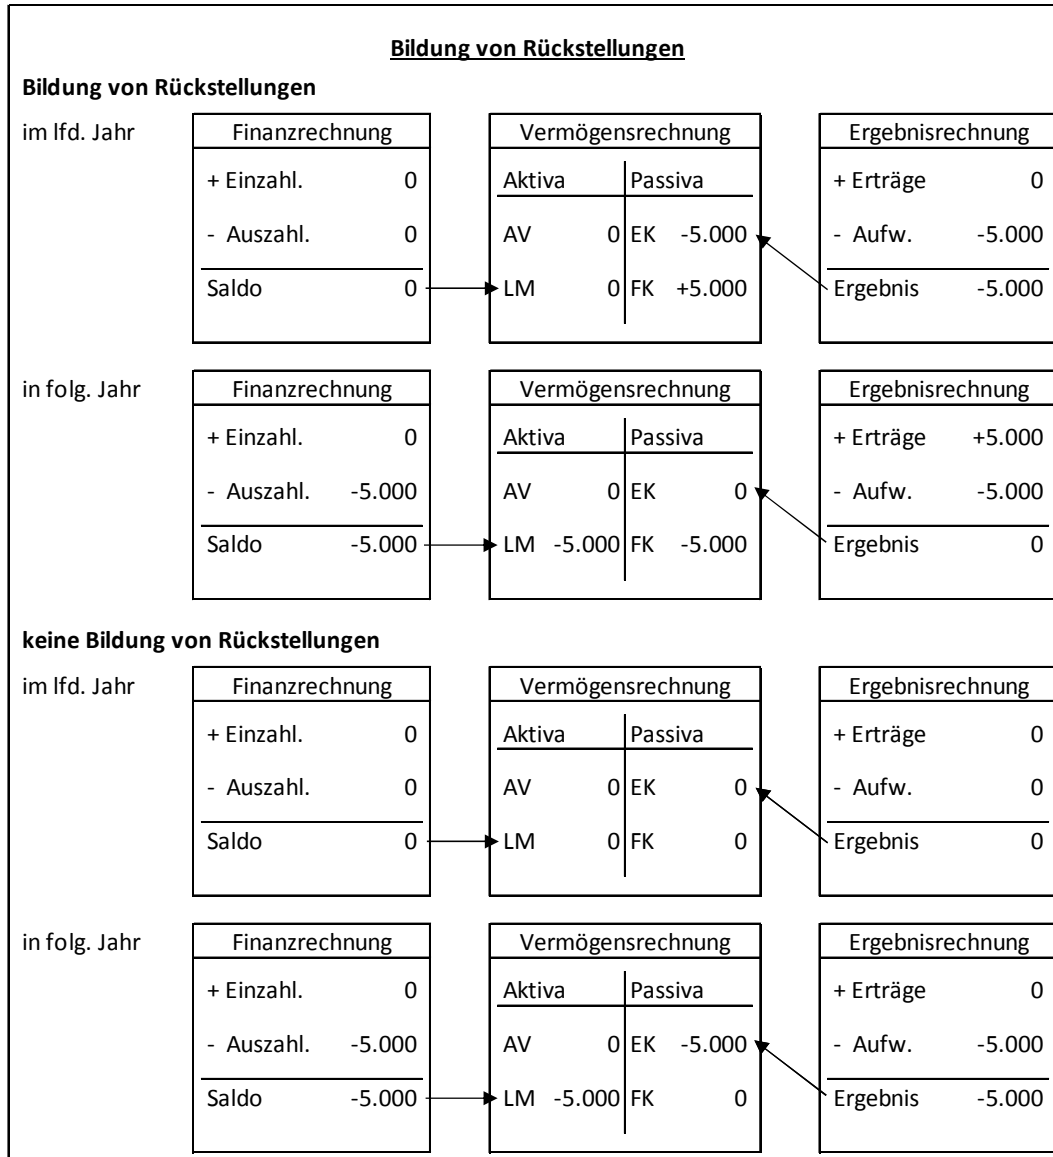 Bildung von Rückstellungen
Bildung von Rückstellungen
im lfd. Jahr Finanzrechnung Vermögensrechnung Ergebnisrechnung
+ Einzahl. 0 Aktiva Passiva + Erträge 0
- Auszahl. 0 AV 0 EK -5.000 - Aufw. -5.000
Saldo 0 LM 0 FK +5.000 Ergebnis -5.000
in folg. Jahr Finanzrechnung Vermögensrechnung Ergebnisrechnung
+ Einzahl. 0 Aktiva Passiva + Erträge +5.000
- Auszahl. -5.000 AV 0 EK 0 - Aufw. -5.000
Saldo -5.000 LM -5.000 FK -5.000 Ergebnis 0
keine Bildung von Rückstellungen
im lfd. Jahr Finanzrechnung Vermögensrechnung Ergebnisrechnung
+ Einzahl. 0 Aktiva Passiva + Erträge 0
- Auszahl. 0 AV 0 EK 0 - Aufw. 0
Saldo 0 LM 0 FK 0 Ergebnis 0
in folg. Jahr Finanzrechnung Vermögensrechnung Ergebnisrechnung
+ Einzahl. 0 Aktiva Passiva + Erträge 0
- Auszahl. -5.000 AV 0 EK -5.000 - Aufw. -5.000
Saldo -5.000 LM -5.000 FK 0 Ergebnis -5.000